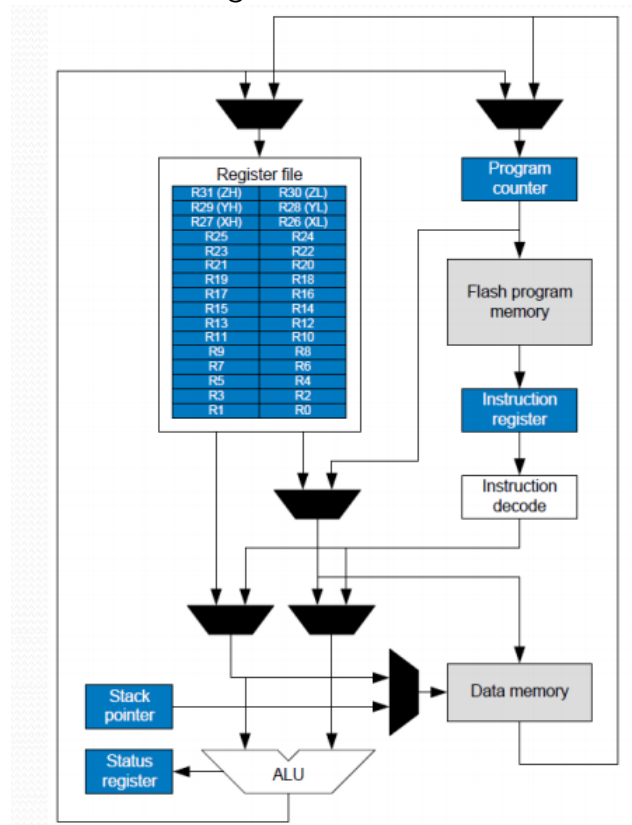 Register file
R31 (ZH) R30 (ZL)
R29 (YH) R28 (YL)
R27 (XH) R26 (XL)
R25 R24
R23 R22
R21 R20
R19 R18
R17 R16
R15 R14
R13 R12
R11 R10
R9 R8
R7 R6
R5 R4
R3 R2
R1 R0
Program
counter
Flash program
memory
Instruction
register
Instruction
decode
Stack
pointer
Data memory
Status
register
ALU